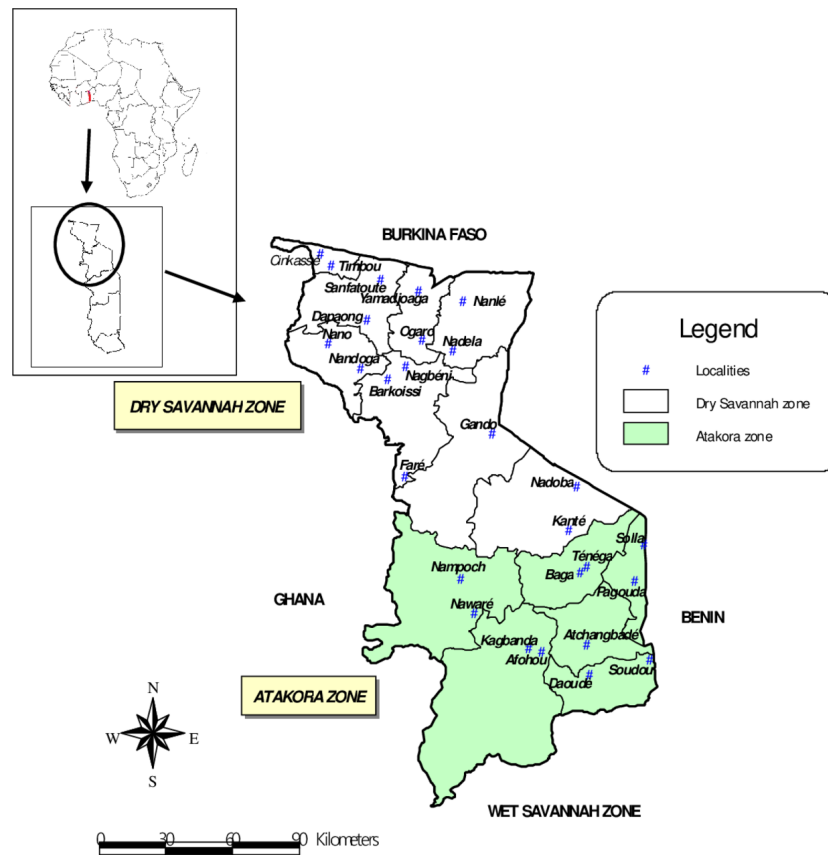 BURKINA FASO
Cinkassé
Timbou
Sanfatoute
Yamadjoaga
Nanlé
Dapaong
Nano
Ogaro
Nadela
Nandoga
Nagbéni
Barkoissi
DRY SAVANNAH ZONE
Gando
Faré
Nadoba
Kanté
Solla
Ténéga
Nampoch
Baga
Pagouda
GHANA
Nawaré
BENIN
Kagbanda
Atchangbadé
Afohou
Soudou
Daoudé
ATAKORA ZONE
WET SAVANNAH ZONE
Legend
# Localities
Dry Savannah zone
Atakora zone
N
W E
S
0 30 60 90 Kilometers